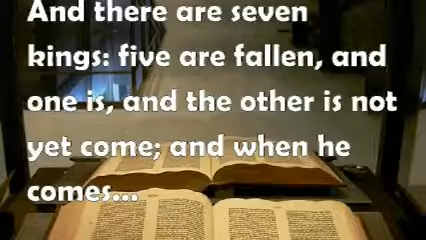 And there are seven
kings: five are fallen, and
one is, and the other is not
yet come; and when he
comes...